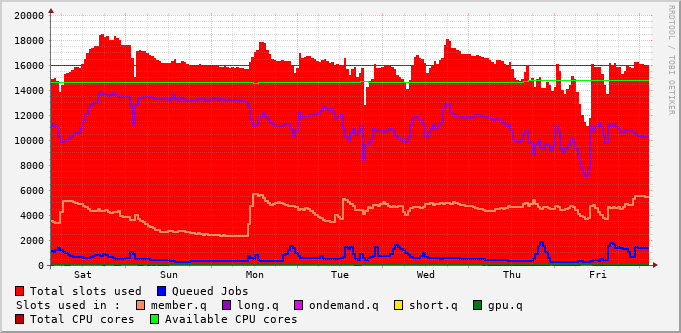 20000
18000
16000
14000
12000
10000
8000
6000
4000
2000
0
Sat Sun Mon Tue Wed Thu Fri
RRDTOOL / TOBI OETIKER
Total slots used Queued Jobs
Slots used in : member.q long.q ondemand.q short.q gpu.q
Total CPU cores Available CPU cores